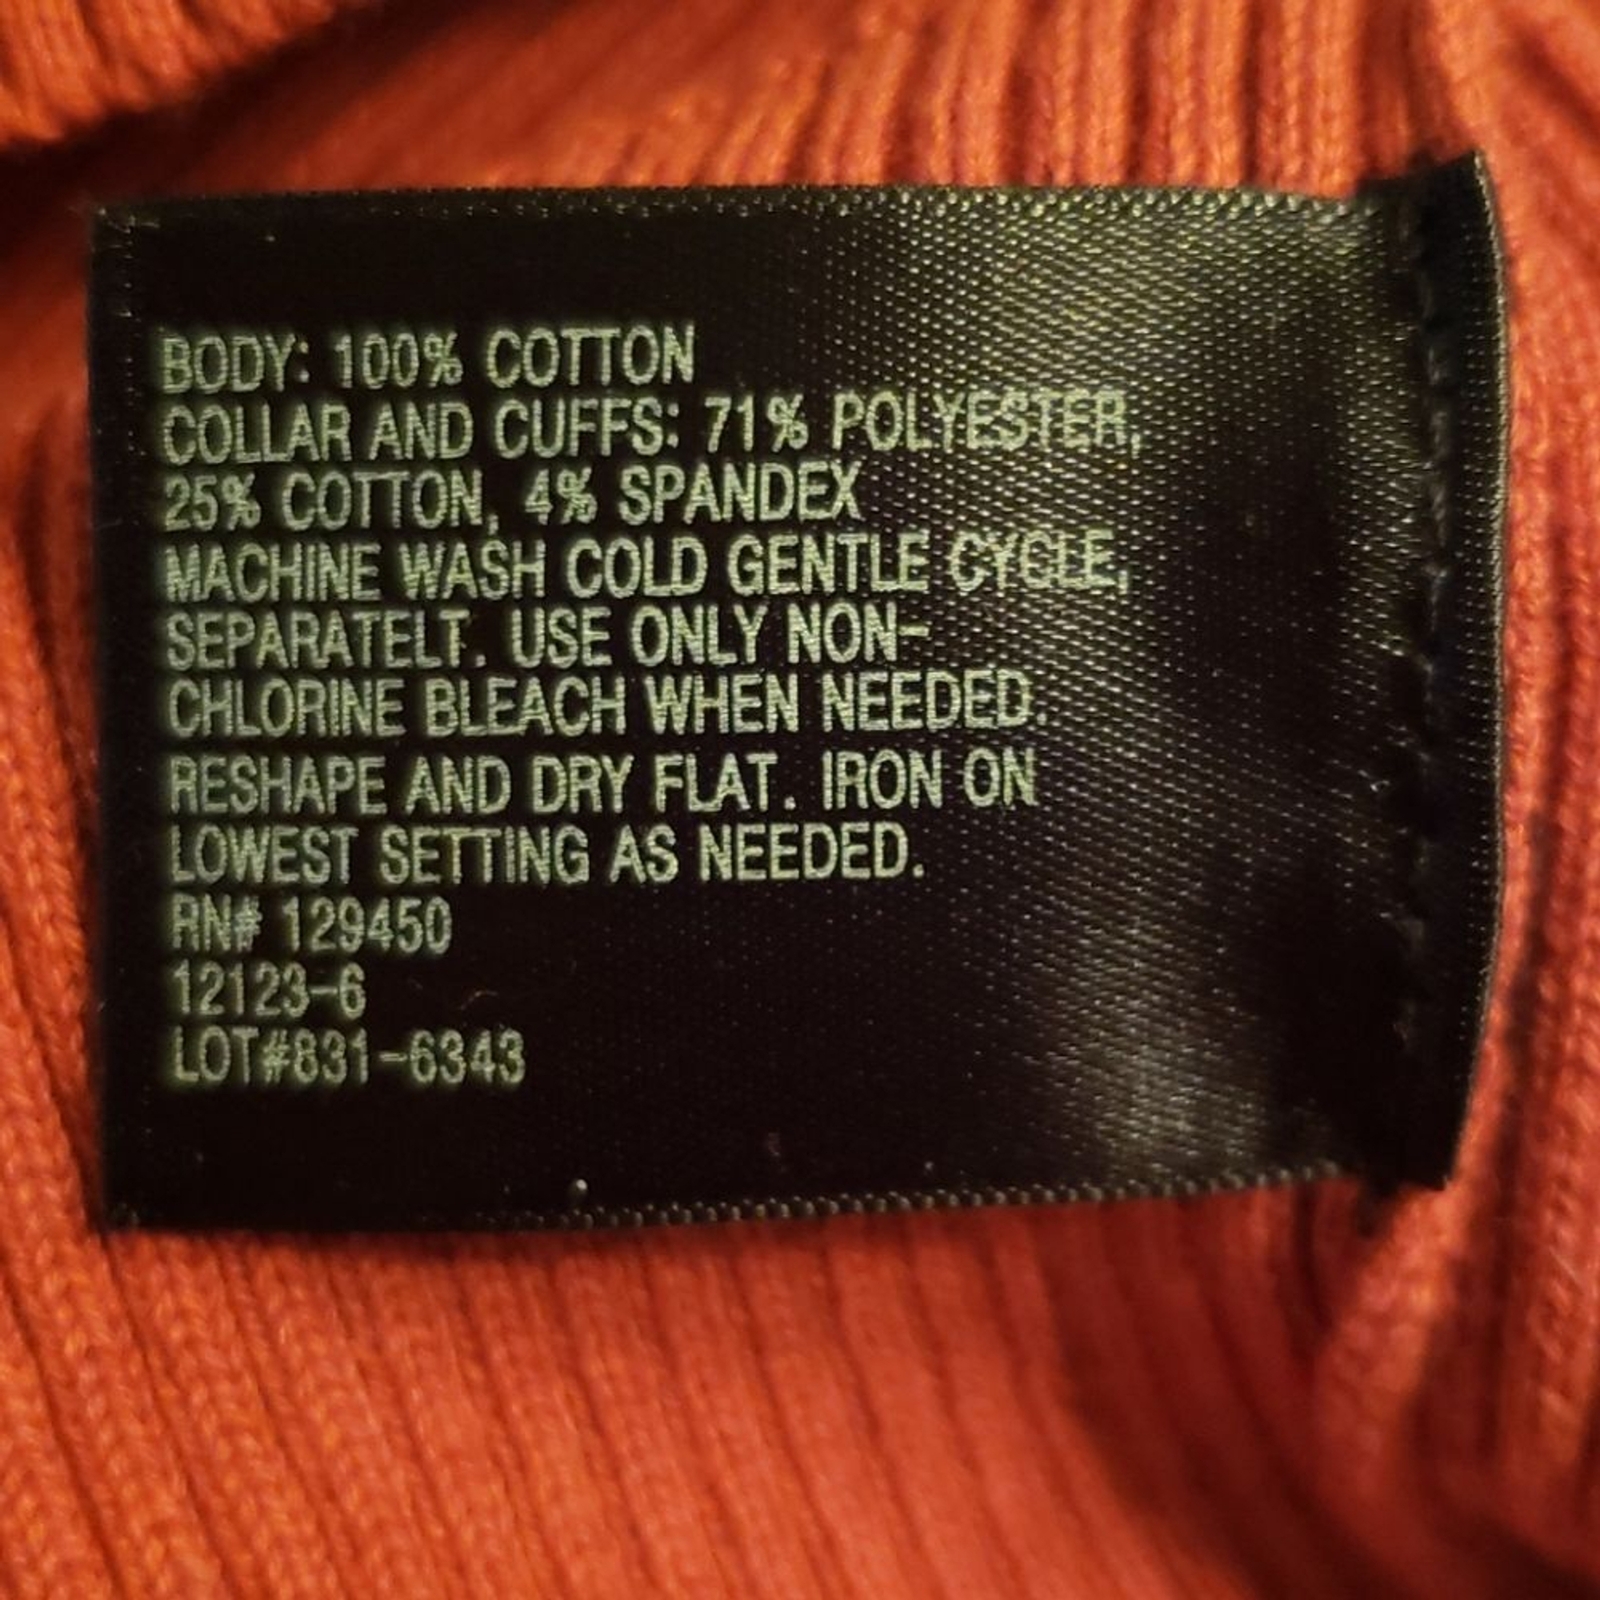 BODY: 100% COTTON
COLLAR AND CUFFS: 71% POLYESTER,
25% COTTON, 4% SPANDEX
MACHINE WASH COLD GENTLE CYCLE,
SEPARATELT. USE ONLY NON-
CHLORINE BLEACH WHEN NEEDED.
RESHAPE AND DRY FLAT. IRON ON
LOWEST SETTING AS NEEDED.
RN# 129450
12123-6
LOT#831-6343